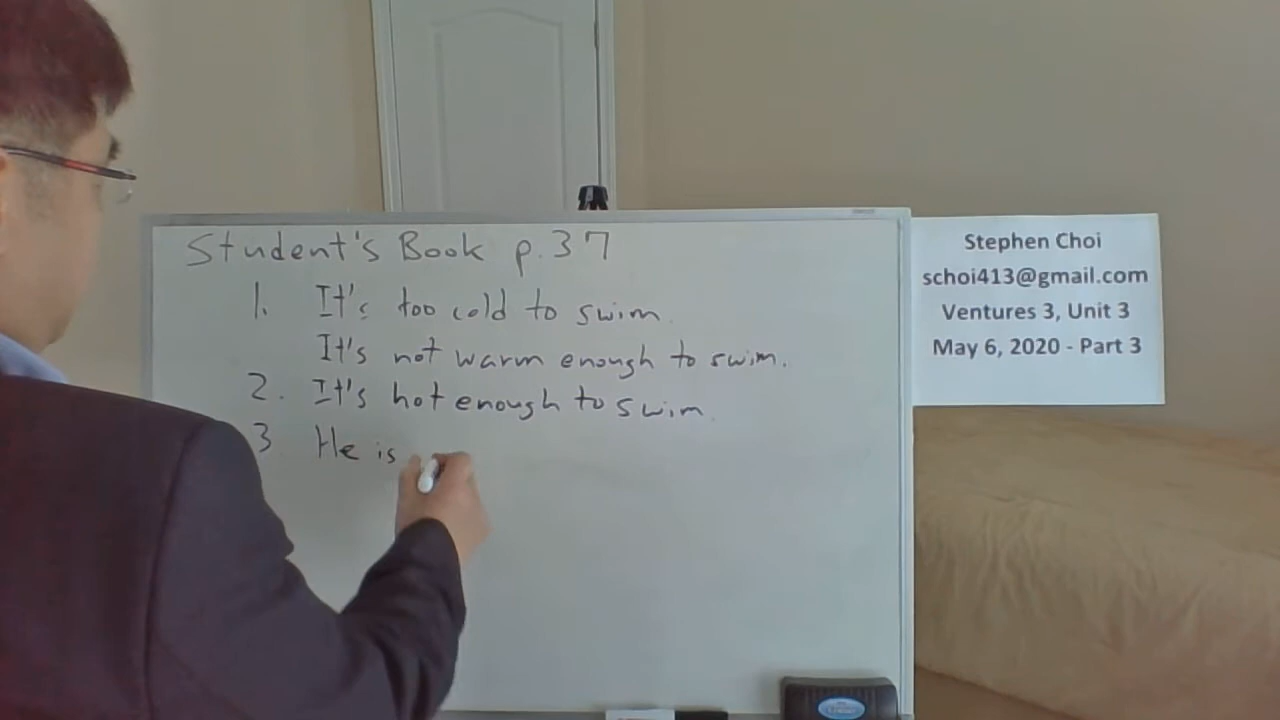 Student's Book p.37
1. It's too cold to swim.
It's not warm enough to swim.
2. It's hot enough to swim.
3 He is
Stephen Choi
schoi413@gmail.com
Ventures 3, Unit 3
May 6, 2020 - Part 3